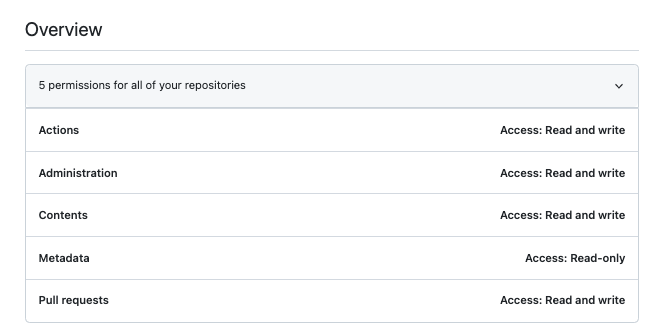 Overview
5 permissions for all of your repositories
Actions Access: Read and write
Administration Access: Read and write
Contents Access: Read and write
Metadata Access: Read-only
Pull requests Access: Read and write